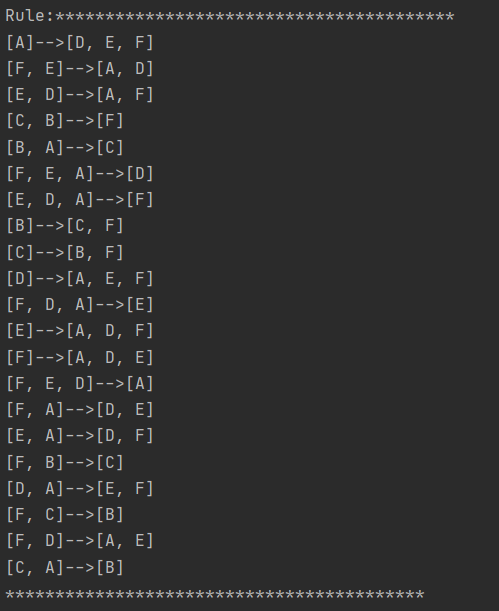 Rule:****************************************
[A]-->[D, E, F]
[F, E]-->[A, D]
[E, D]-->[A, F]
[C, B]-->[F]
[B, A]-->[C]
[F, E, A]-->[D]
[E, D, A]-->[F]
[B]-->[C, F]
[C]-->[B, F]
[D]-->[A, E, F]
[F, D, A]-->[E]
[E]-->[A, D, F]
[F]-->[A, D, E]
[F, E, D]-->[A]
[F, A]-->[D, E]
[E, A]-->[D, F]
[F, B]-->[C]
[D, A]-->[E, F]
[F, C]-->[B]
[F, D]-->[A, E]
[C, A]-->[B]
******************************************